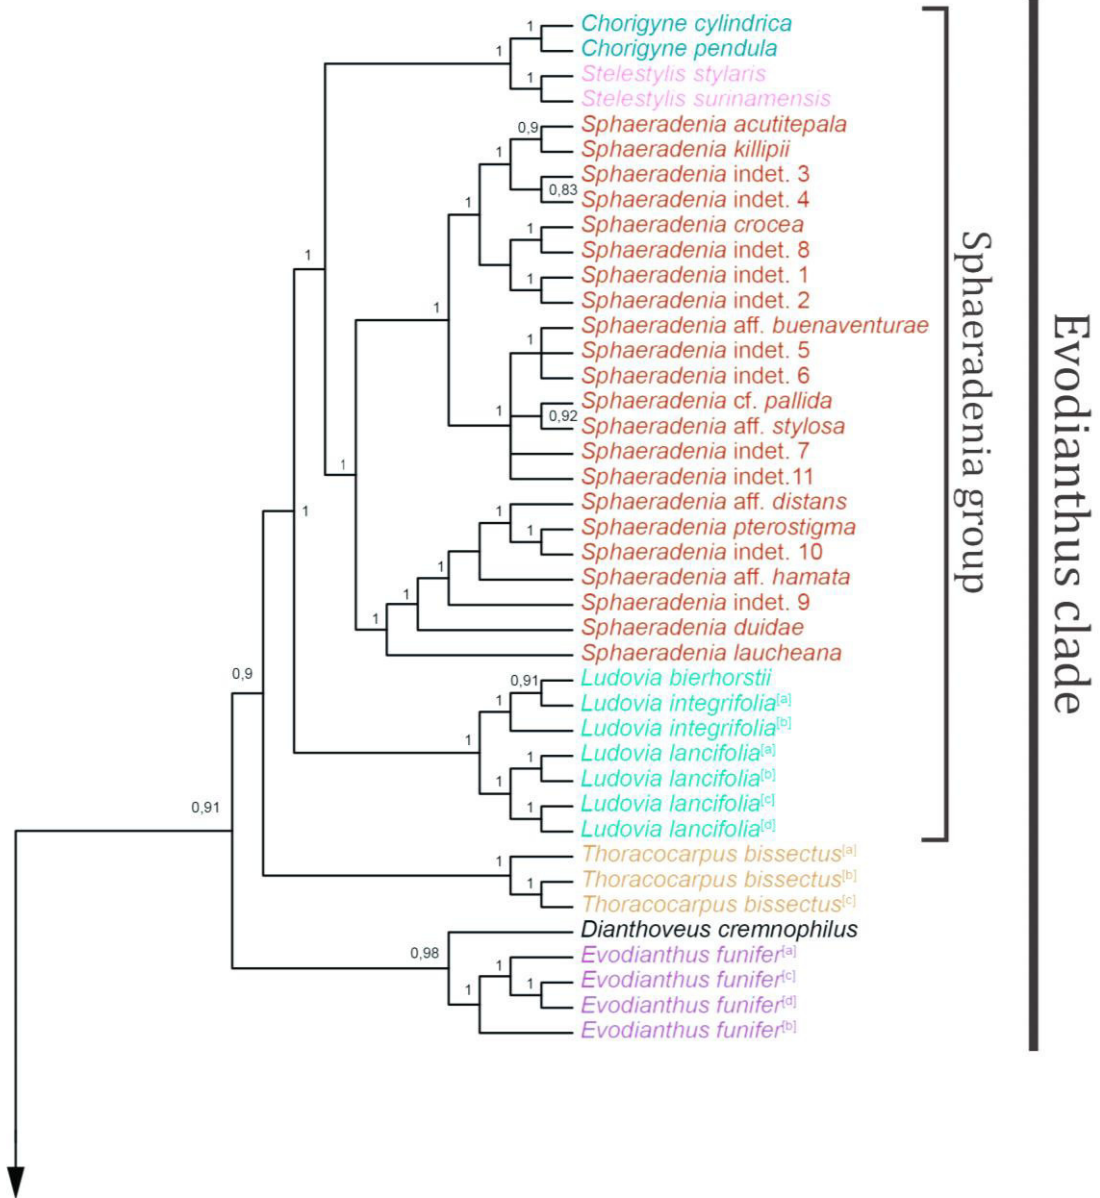 1
Chorigyne cylindrica
1
Chorigyne pendula
1
Stelestylis stylaris
Stelestylis surinamensis
0,9
Sphaeradenia acutitepala
1
Sphaeradenia killipii
Sphaeradenia indet. 3
0,83
1
Sphaeradenia indet. 4
1
Sphaeradenia crocea
Sphaeradenia indet. 8
1
1
Sphaeradenia indet. 1
Sphaeradenia indet. 2
1
Sphaeradenia aff. buenaventurae
1
Sphaeradenia indet. 5
Sphaeradenia indet. 6
Sphaeradenia cf. pallida
1
0,92
Sphaeradenia aff. stylosa
Sphaeradenia indet. 7
1
Sphaeradenia indet.11
Sphaeradenia aff. distans
1
1
Sphaeradenia pterostigma
1
Sphaeradenia indet. 10
1
Sphaeradenia aff. hamata
1
Sphaeradenia indet. 9
1
Sphaeradenia duidae
Sphaeradenia laucheana
0,9
0,91
Ludovia bierhorstii
1
Ludovia integrifolia[a]
Ludovia integrifolia[b]
1
1
Ludovia lancifolia[a]
1
Ludovia lancifolia[b]
0,91
1
Ludovia lancifolia[c]
Ludovia lancifolia[d]
1
Thoracocarpus bissectus[a]
1
Thoracocarpus bissectus[b]
Thoracocarpus bissectus[c]
Dianthoveus cremnophilus
0,98
Evodianthus funifer[a]
1
1
Evodianthus funifer[c]
1
Evodianthus funifer[d]
Evodianthus funifer[b]
Sphaeradenia group
Evodianthus clade